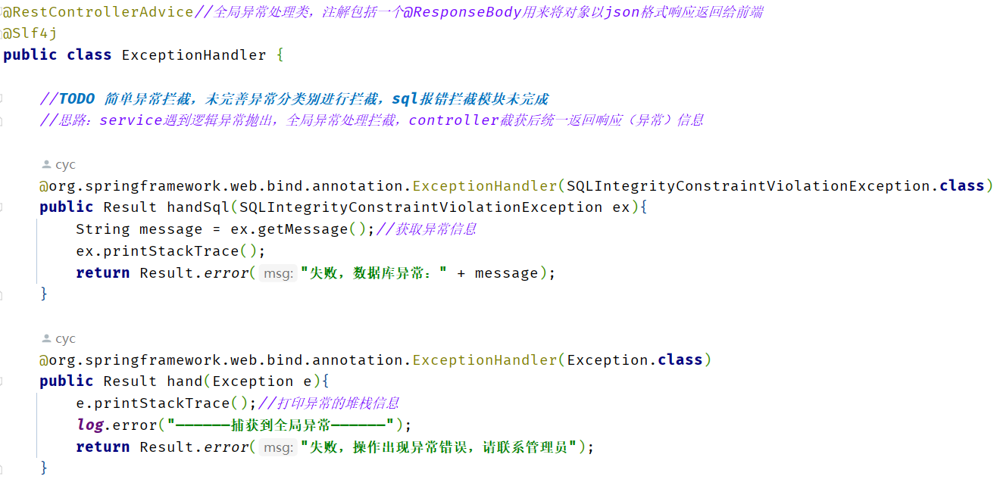 @RestControllerAdvice//全局异常处理类，注解包括一个@ResponseBody用来将对象以json格式响应返回给前端
@Slf4j
public class ExceptionHandler {
//TODO 简单异常拦截，未完善异常分类别进行拦截，sql报错拦截模块未完成
//思路：service遇到逻辑异常抛出，全局异常处理拦截，controller截获后统一返回响应（异常）信息
cyc
@org.springframework.web.bind.annotation.ExceptionHandler(SQLIntegrityConstraintViolationException.class)
public Result handSql(SQLIntegrityConstraintViolationException ex){
String message = ex.getMessage();//获取异常信息
ex.printStackTrace();
return Result.error( msg: "失败，数据库异常：" + message);
}
cyc
@org.springframework.web.bind.annotation.ExceptionHandler(Exception.class)
public Result hand(Exception e){
e.printStackTrace();//打印异常的堆栈信息
log.error("——————捕获到全局异常——————");
return Result.error( msg: "失败，操作出现异常错误，请联系管理员");
}